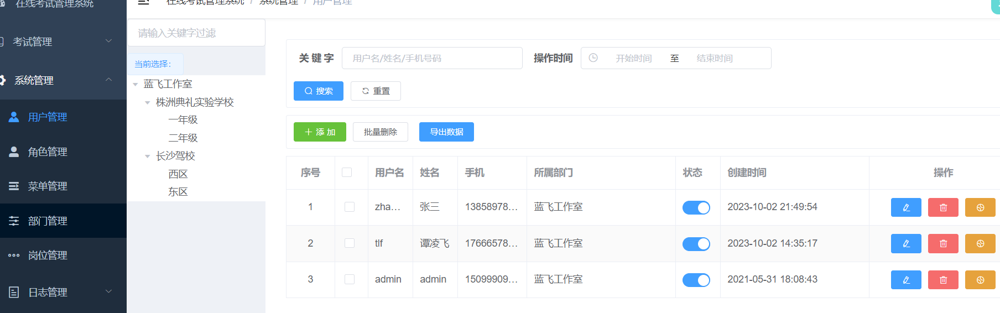 在线考试管理系统
考试管理
系统管理
用户管理
角色管理
菜单管理
部门管理
岗位管理
日志管理
在线考试管理系统 / 系统管理 / 用户管理
请输入关键字过滤
当前选择：
蓝飞工作室
株洲典礼实验学校
一年级
二年级
长沙驾校
西区
东区
关 键 字 用户名/姓名/手机号码 操作时间 开始时间 至 结束时间
搜索 重置
添 加 批量删除 导出数据
序号 用户名 姓名 手机 所属部门 状态 创建时间 操作
1 zha... 张三 13858978... 蓝飞工作室 2023-10-02 21:49:54
2 tlf 谭凌飞 17666578... 蓝飞工作室 2023-10-02 14:35:17
3 admin admin 15099909... 蓝飞工作室 2021-05-31 18:08:43